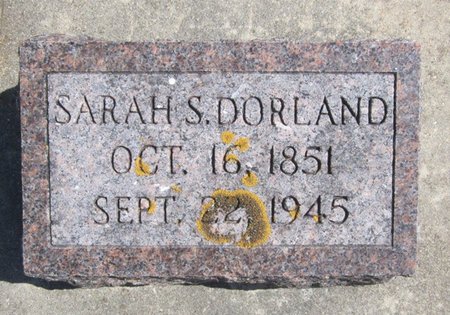 SARAH S. DORLAND
OCT. 16, 1851
SEPT. 22, 1945